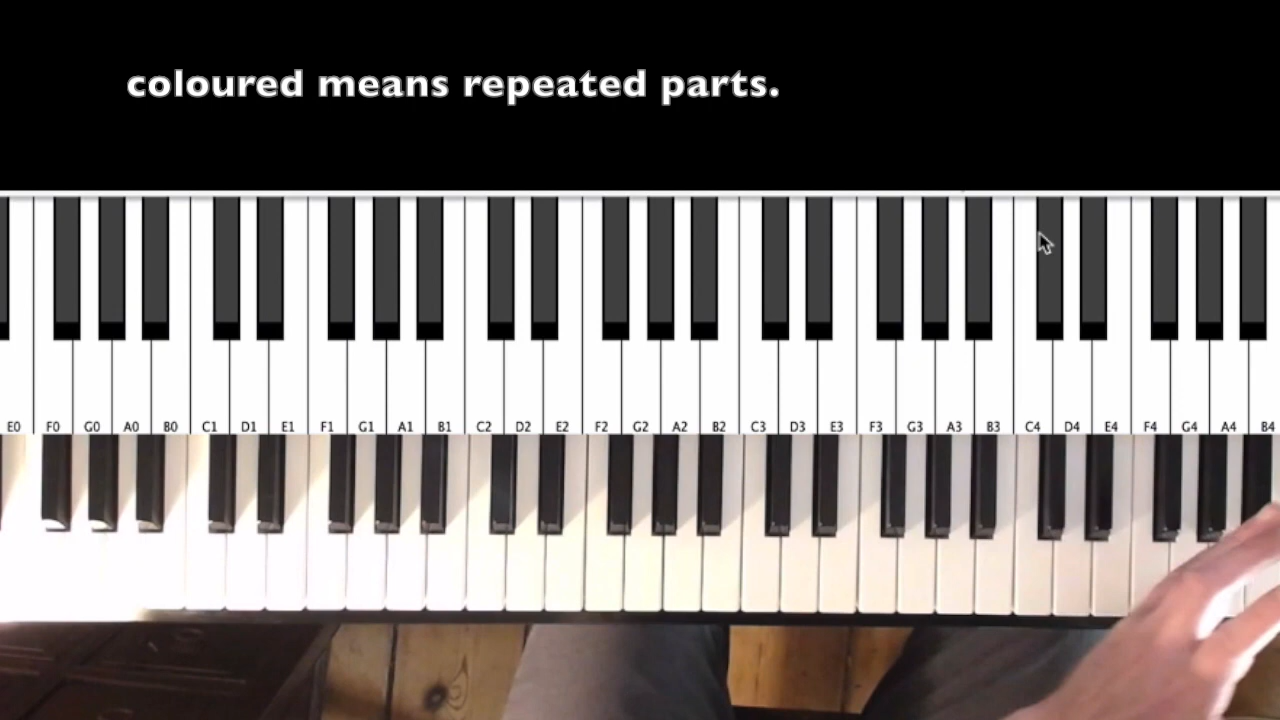 coloured means repeated parts.
E0 F0 G0 A0 B0 C1 D1 E1 F1 G1 A1 B1 C2 D2 E2 F2 G2 A2 B2 C3 D3 E3 F3 G3 A3 B3 C4 D4 E4 F4 G4 A4 B4